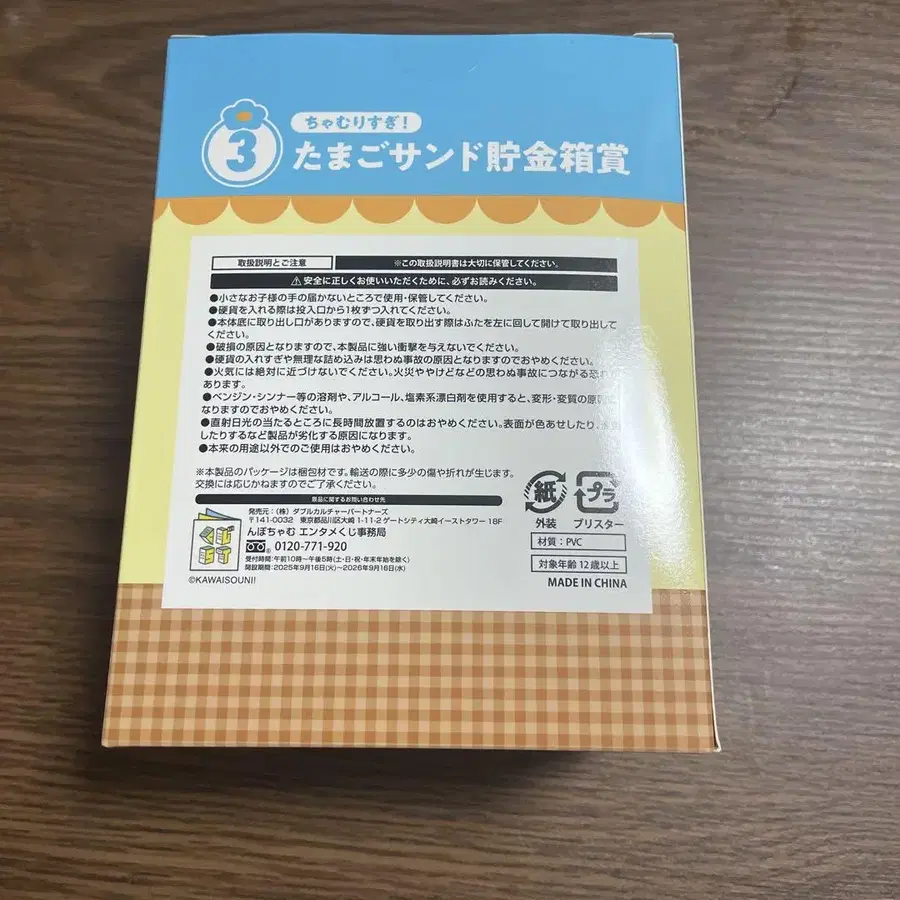 ちゃむりすぎ!
3
たまごサンド貯金箱賞
取扱説明とご注意
※この取扱説明書は大切に保管してください。
⚠安全に正しくお使いいただくために、必ずお読みください。
●小さなお子様の手の届かないところで使用・保管してください。
●硬貨を入れる際は投入口から1枚ずつ入れてください。
●本体底に取り出し口がありますので、硬貨を取り出す際はふたを左に回して開けて取り出して
ください。
●破損の原因となりますので、本製品に強い衝撃を与えないでください。
●硬貨の入れすぎや無理な詰め込みは思わぬ事故の原因となりますのでおやめください。
●火気には絶対に近づけないでください。火災ややけどなどの思わぬ事故につながる恐れ
あります。
●ベンジン・シンナー等の溶剤や、アルコール、塩素系漂白剤を使用すると、変形・変質の原因
なりますのでおやめください。
●直射日光の当たるところに長時間放置するのはおやめください。表面が色あせしたり、
したりするなど製品が劣化する原因になります。
●本来の用途以外でのご使用はおやめください。
※本製品のパッケージは梱包材です。輸送の際に多少の傷や折れが生じます。
交換には応じかねますのでご了承ください。
景品に関するお問い合わせ先
発売元:(株)ダブルカルチャーパートナーズ
〒141-0032 東京都品川区大崎1-11-2 ゲートシティ大崎イーストタワー1BF
んぽちゃむ エンタメくじ事務局
0120-771-920
受付時間:午前10時~午後5時(土・日・祝・年末年始を除く)
開設期間:2025年9月16日(火)~2026年9月16日(水)
©KAWAISOUNI!
紙
外装
プラ
ブリスター
材質:PVC
対象年齢12歳以上
MADE IN CHINA